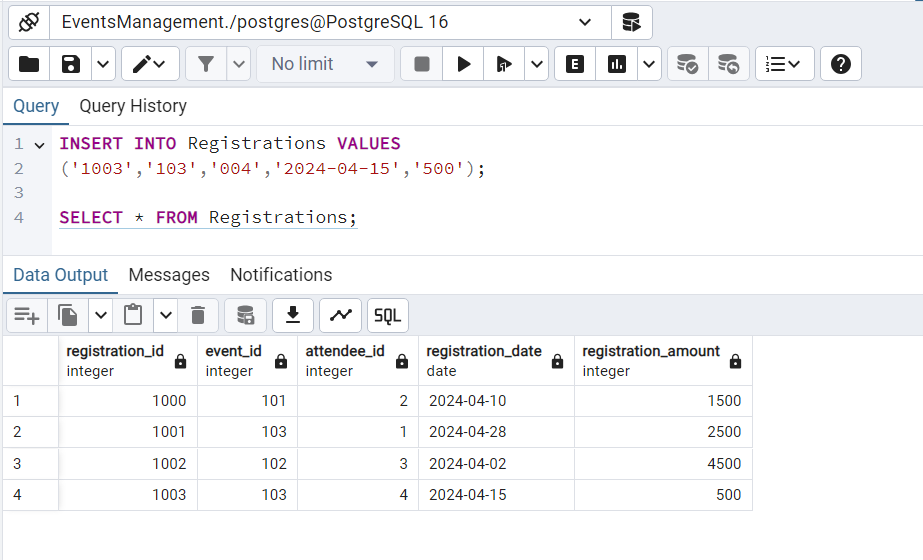 EventsManagement./postgres@PostgreSQL 16
No limit
E
Query Query History
1 INSERT INTO Registrations VALUES
2 ('1003','103','004','2024-04-15','500');
3
4 SELECT * FROM Registrations;
Data Output Messages Notifications
SQL
registration_id event_id attendee_id registration_date registration_amount
integer integer integer date integer
1 1000 101 2 2024-04-10 1500
2 1001 103 1 2024-04-28 2500
3 1002 102 3 2024-04-02 4500
4 1003 103 4 2024-04-15 500